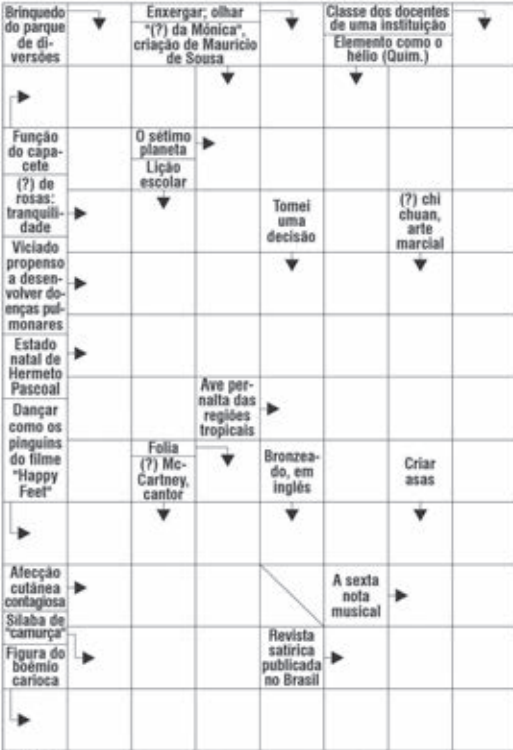 Brinquedo
do parque
de di-
versões
Enxergar; olhar
"(?) da Mônica",
criação de Mauricio
de Sousa
Classe dos docentes
de uma instituição
Elemento como o
hélio (Quím.)
Função
do capa-
cete
O sétimo
planeta
Lição
escolar
(?) de
rosas:
tranquili-
dade
Tomei
uma
decisão
(?) chi
chuan,
arte
marcial
Viciado
propenso
a desen-
volver do-
enças pul-
monares
Estado
natal de
Hermeto
Pascoal
Ave per-
nalta das
regiões
tropicais
Dançar
como os
pinguins
do filme
"Happy
Feet"
Folia
(?) Mc-
Cartney,
cantor
Bronzea-
do, em
inglês
Criar
asas
Afecção
cutânea
contagiosa
A sexta
nota
musical
Sílaba de
"camurça"
Revista
satírica
publicada
no Brasil
Figura do
boêmio
carioca